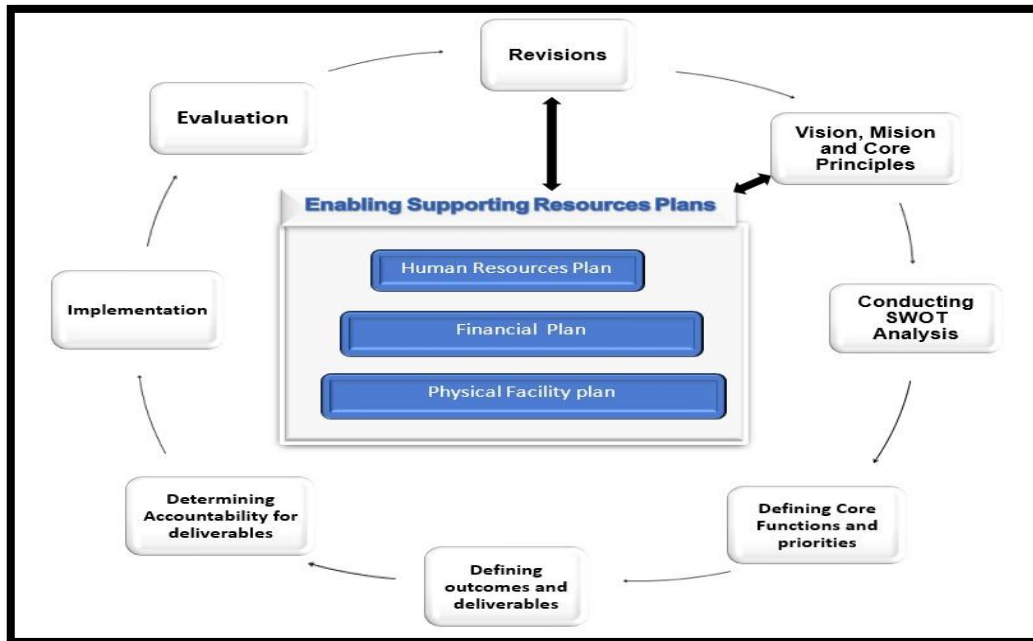 Revisions
Evaluation
Vision, Mision
and Core
Principles
Enabling Supporting Resources Plans
Human Resources Plan
Financial Plan
Physical Facility plan
Implementation
Conducting
SWOT
Analysis
Determining
Accountability for
deliverables
Defining Core
Functions and
priorities
Defining
outcomes and
deliverables